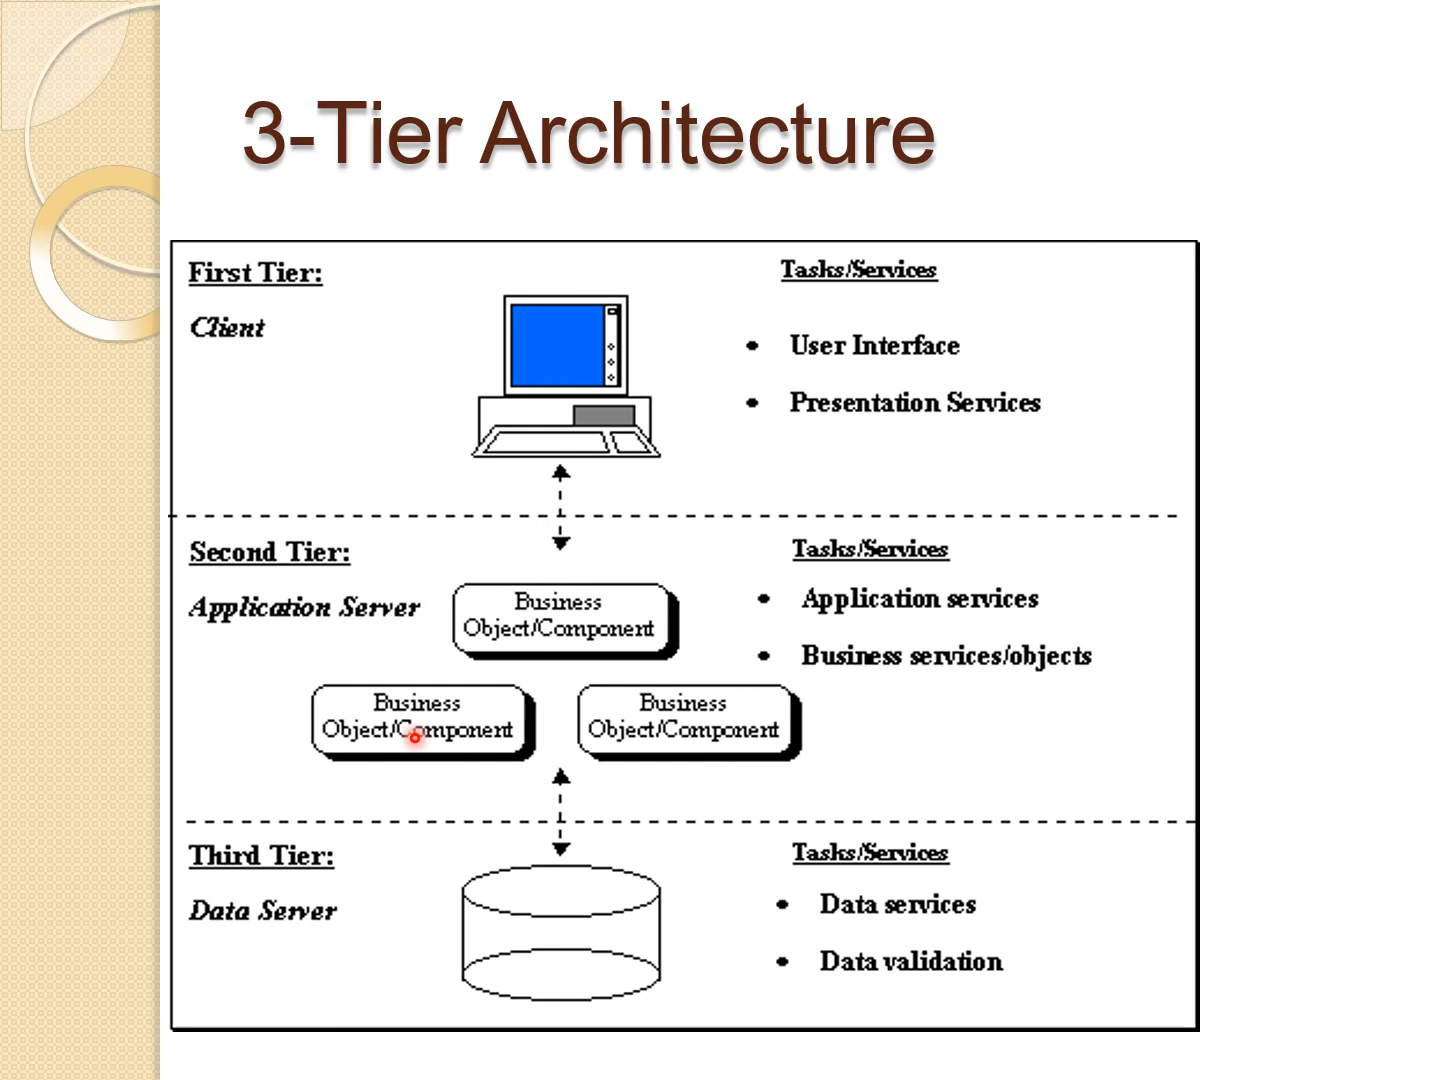 3-Tier Architecture
First Tier:
Client
Tasks/Services
• User Interface
• Presentation Services
Second Tier:
Application Server
Business
Object/Component
Business
Object/Component
Business
Object/Component
Tasks/Services
• Application services
• Business services/objects
Third Tier:
Data Server
Tasks/Services
• Data services
• Data validation